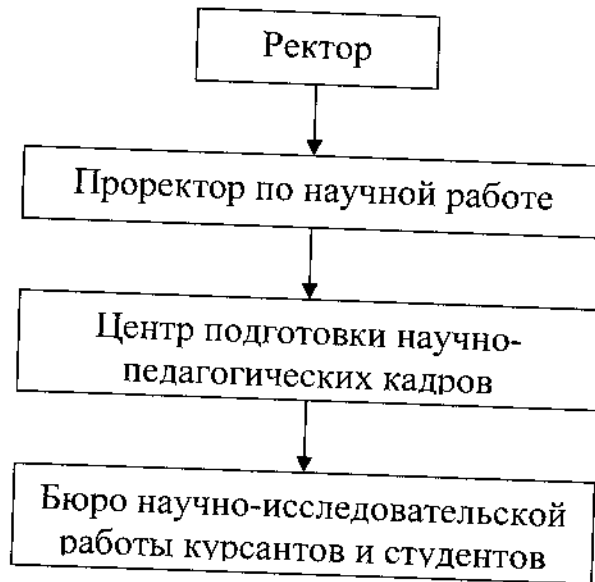 Ректор
Проректор по научной работе
Центр подготовки научно-
педагогических кадров
Бюро научно-исследовательской
работы курсантов и студентов